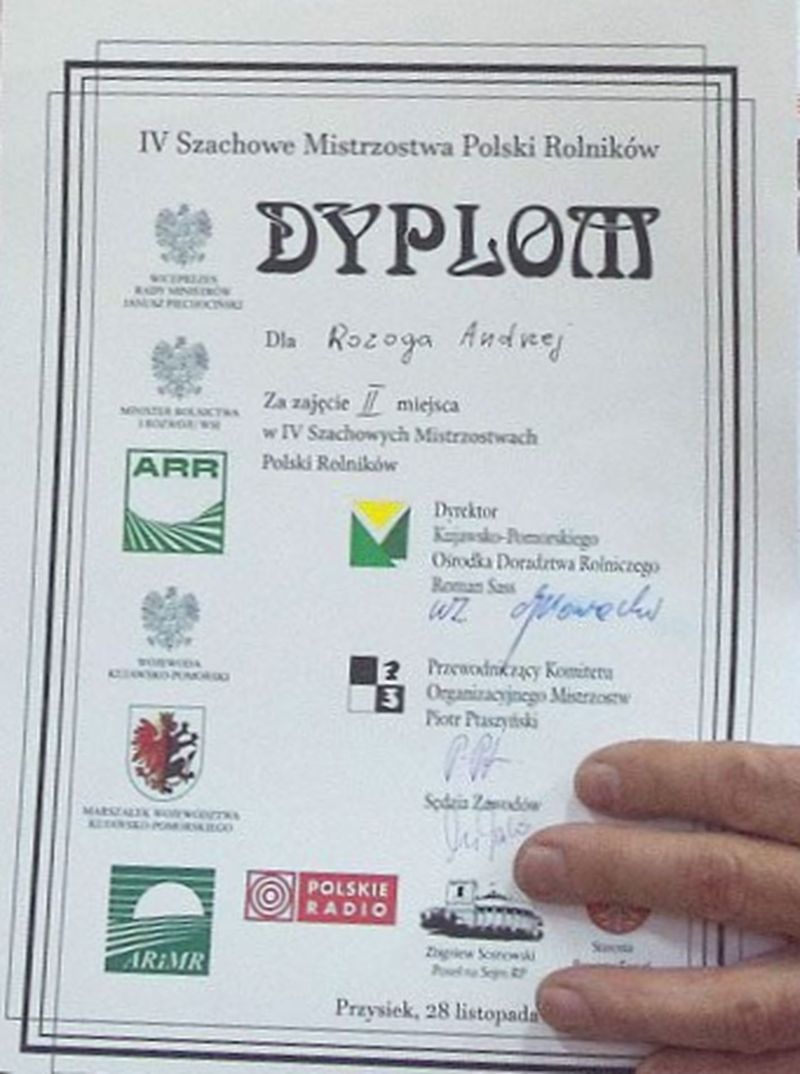 IV Szachowe Mistrzostwa Polski Rolników
DYPLOM
WICEPREZES
RADY MINISTRÓW
JANUSZ PIECHOCIŃSKI
Dla Rozoga Andrzej
MINISTER ROLNICTWA
I ROZWOJU WSI
Za zajęcie II miejsca
w IV Szachowych Mistrzostwach
Polski Rolników
ARR
Dyrektor
Kujawsko-Pomorskiego
Ośrodka Doradztwa Rolniczego
Roman Sass
WZ
WOJEWODA
KUJAWSKO-POMORSKI
Przewodniczący Komitetu
Organizacyjnego Mistrzostw
Piotr Ptaszyński
MARSZAŁEK WOJEWÓDZTWA
KUJAWSKO-POMORSKIEGO
Sędzia Zawodów
ARiMR
POLSKIE
RADIO
Zbigniew Sosnowski
Poseł na Sejm RP
Starosta
Przysiek, 28 listopada